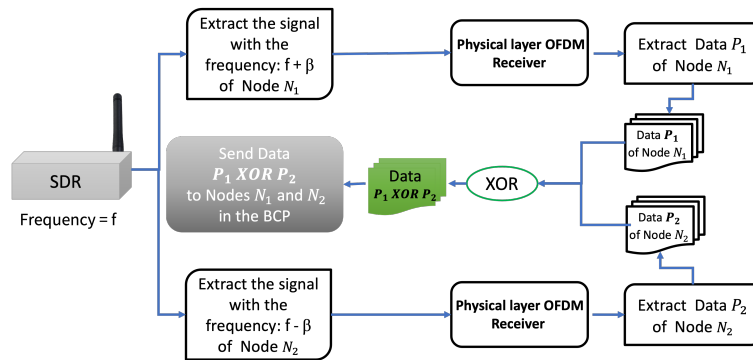 Extract the signal
with the
frequency: f + β
of Node N₁
Physical layer OFDM
Receiver
Extract Data P₁
of Node N₁
Data P₁
of Node N₁
SDR
Frequency = f
Send Data
P₁ XOR P₂
to Nodes N₁ and N₂
in the BCP
Data
P₁ XOR P₂
XOR
Data P₂
of Node N₂
Extract the signal
with the
frequency: f - β
of Node N₂
Physical layer OFDM
Receiver
Extract Data P₂
of Node N₂